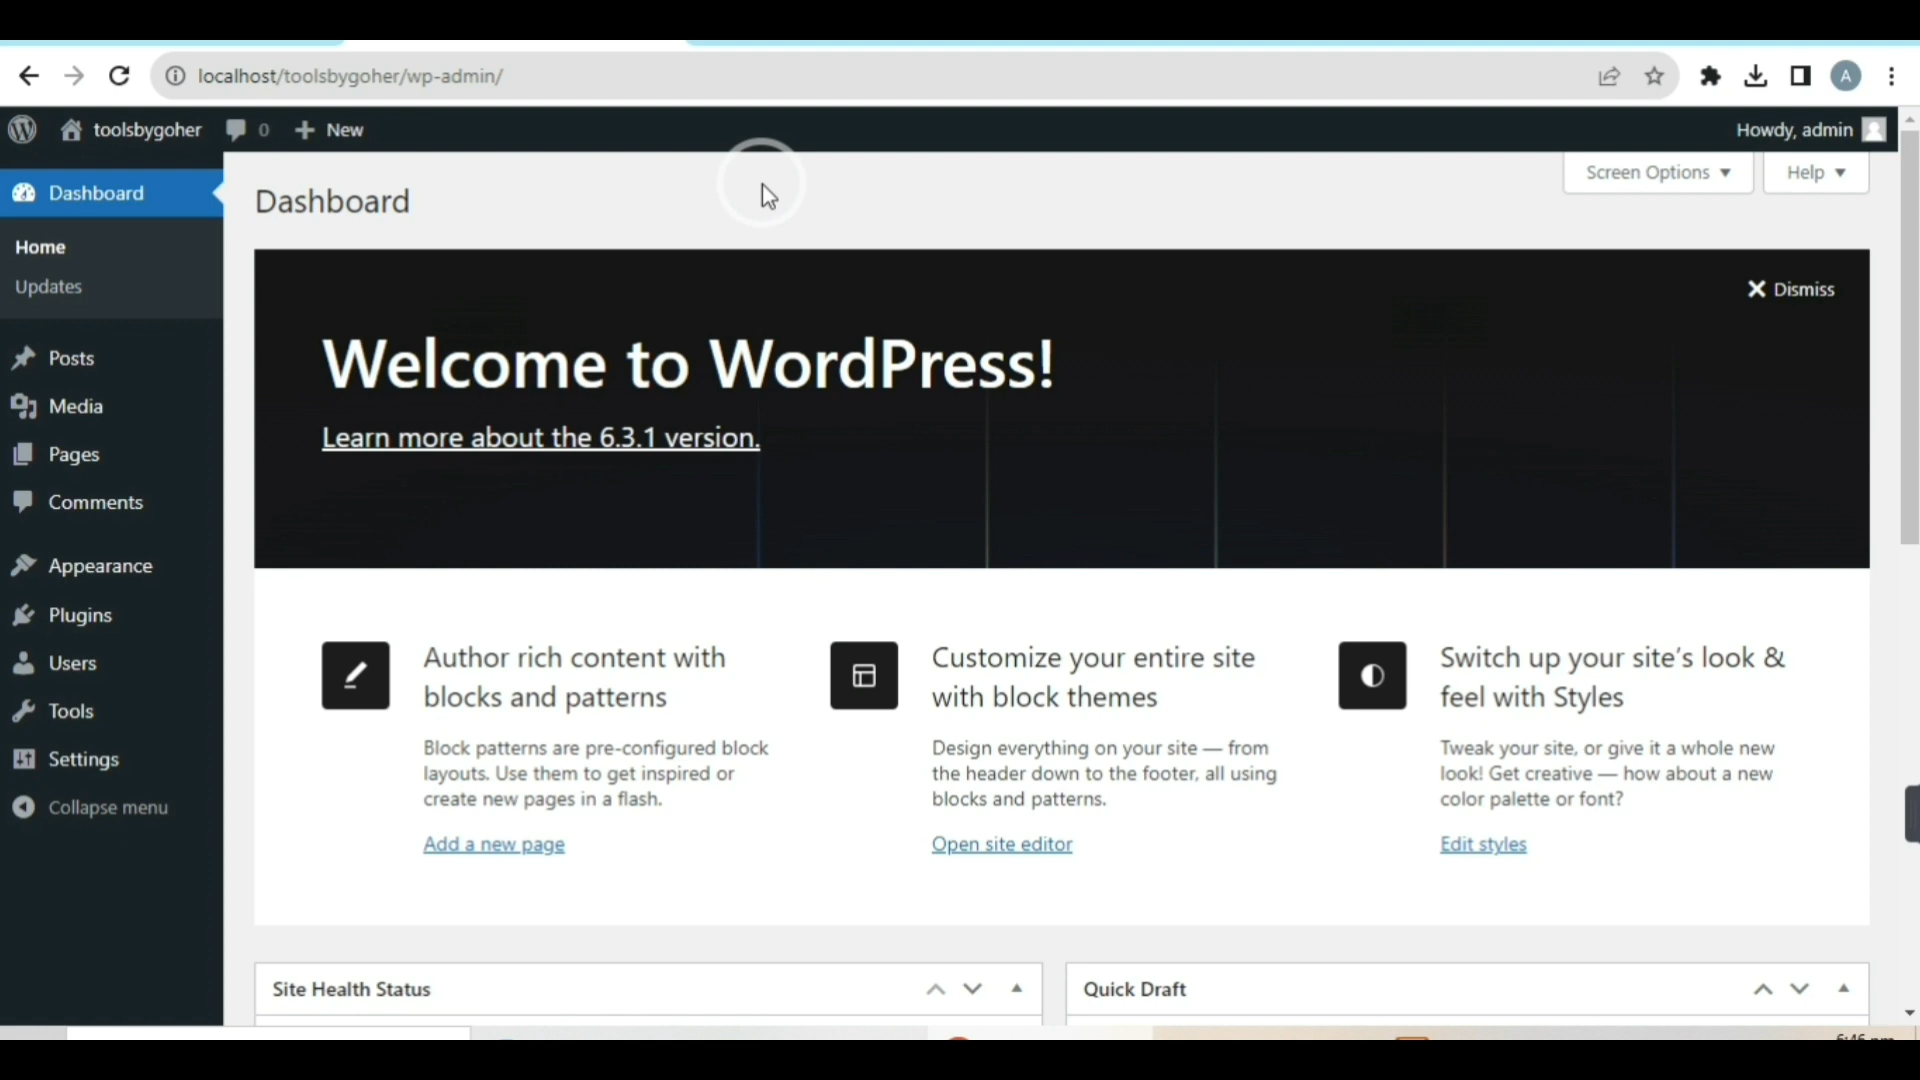 localhost/toolsbygoher/wp-admin/
A
toolsbygoher
0
New
Howdy, admin
Dashboard
Home
Updates
Posts
Media
Pages
Comments
Appearance
Plugins
Users
Tools
Settings
Collapse menu
Dashboard
Screen Options
Help
Dismiss
Welcome to WordPress!
Learn more about the 6.3.1 version.
Author rich content with
blocks and patterns
Block patterns are pre-configured block
layouts. Use them to get inspired or
create new pages in a flash.
Add a new page
Customize your entire site
with block themes
Design everything on your site — from
the header down to the footer, all using
blocks and patterns.
Open site editor
Switch up your site's look &
feel with Styles
Tweak your site, or give it a whole new
look! Get creative — how about a new
color palette or font?
Edit styles
Site Health Status
Quick Draft